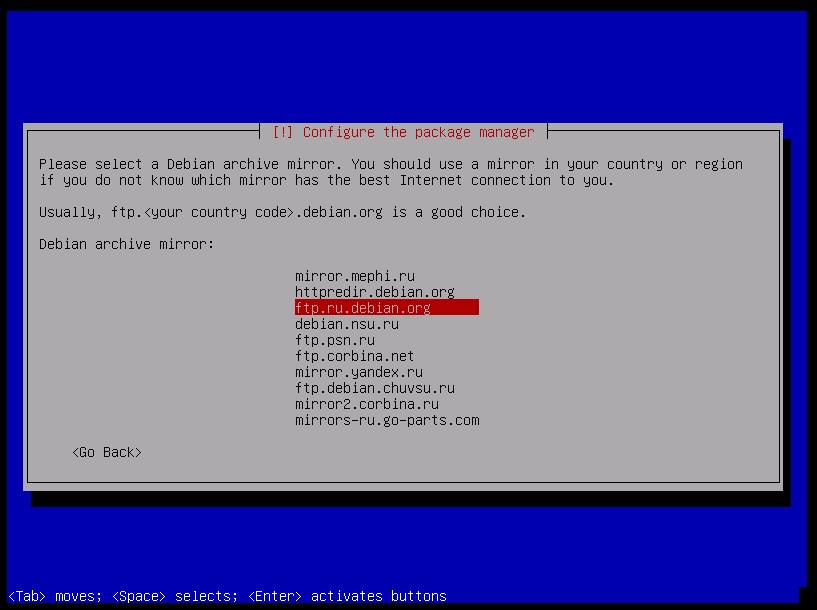 [!] Configure the package manager
Please select a Debian archive mirror. You should use a mirror in your country or region
if you do not know which mirror has the best Internet connection to you.
Usually, ftp.<your country code>.debian.org is a good choice.
Debian archive mirror:
mirror.mephi.ru
httpredir.debian.org
ftp.ru.debian.org
debian.nsu.ru
ftp.psn.ru
ftp.corbina.net
mirror.yandex.ru
ftp.debian.chuvsu.ru
mirror2.corbina.ru
mirrors-ru.go-parts.com
<Go Back>
<Tab> moves; <Space> selects; <Enter> activates buttons